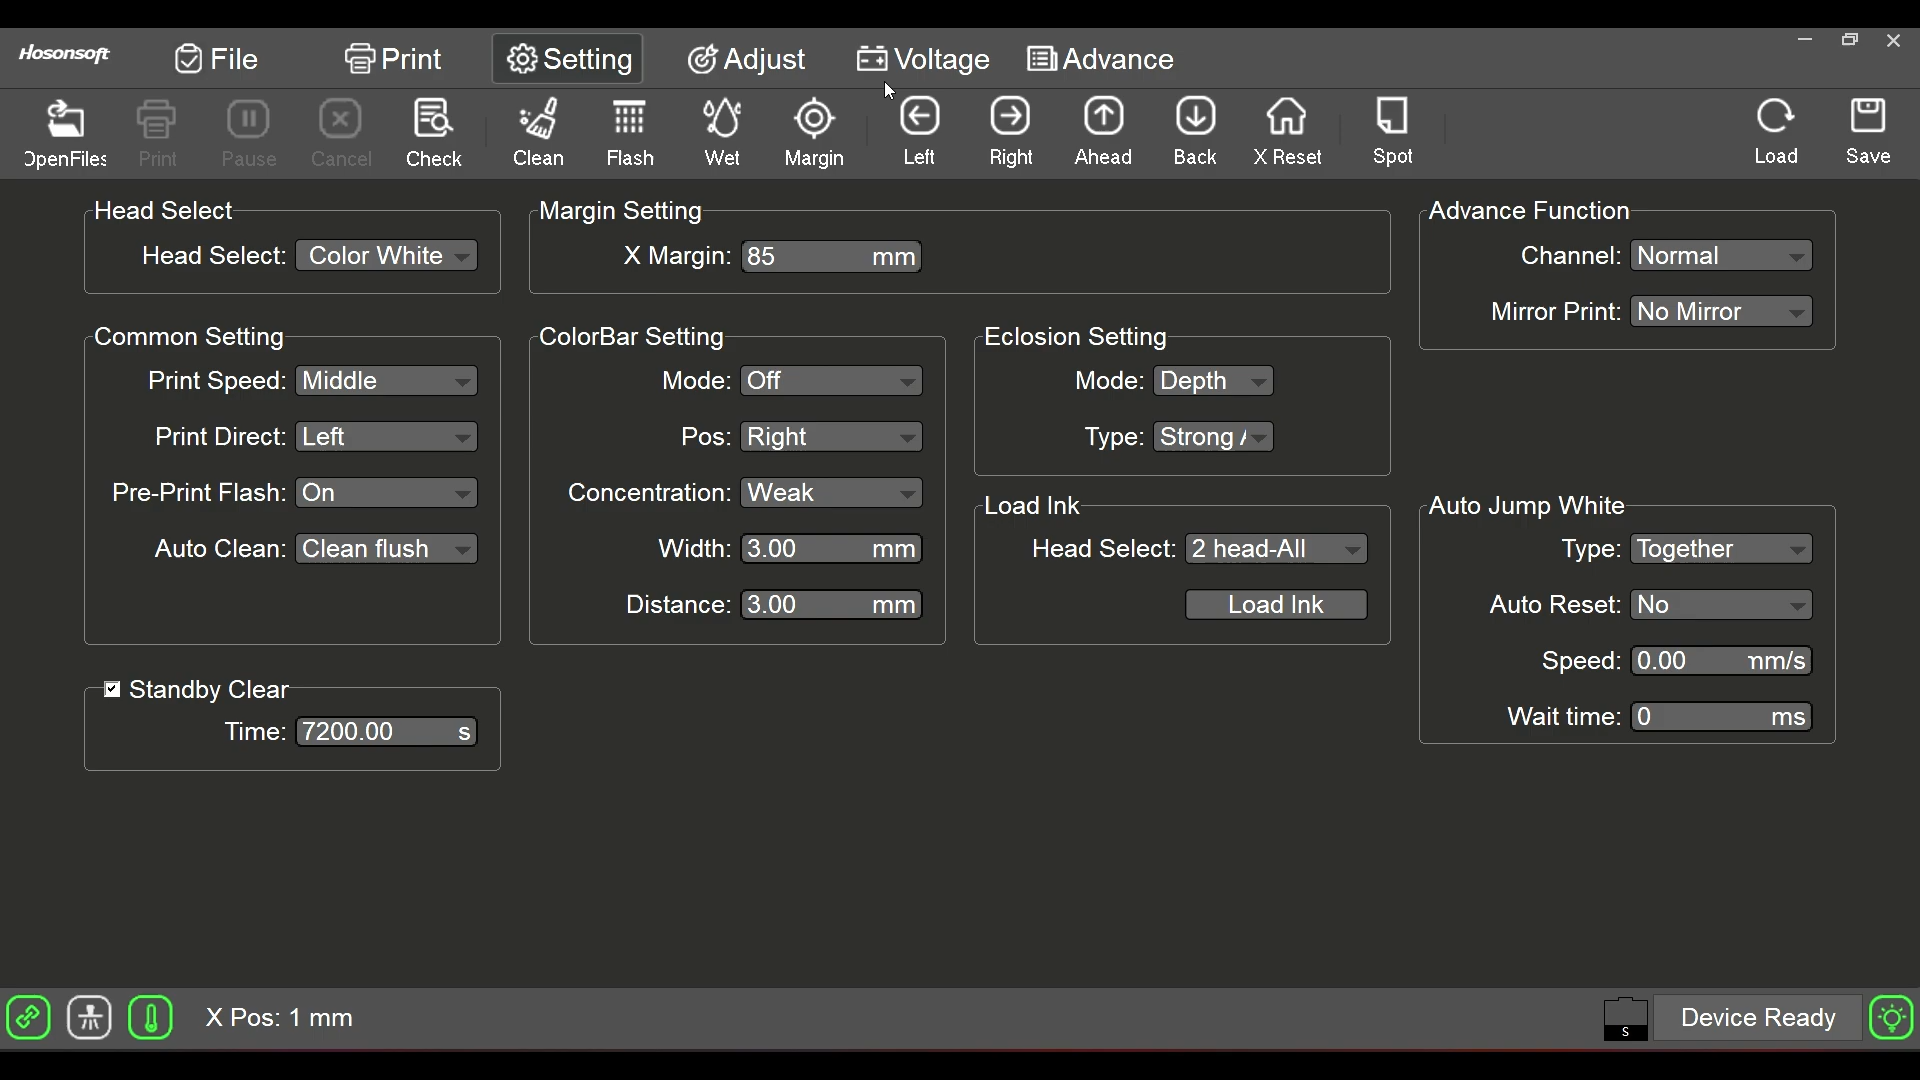 Hosonsoft File Print Setting Adjust Voltage Advance
OpenFiles Print Pause Cancel Check Clean Flash Wet Margin Left Right Ahead Back X Reset Spot Load Save
Head Select
Head Select: Color White
Margin Setting
X Margin: 85 mm
Advance Function
Channel: Normal
Mirror Print: No Mirror
Common Setting
Print Speed: Middle
Print Direct: Left
Pre-Print Flash: On
Auto Clean: Clean flush
ColorBar Setting
Mode: Off
Pos: Right
Concentration: Weak
Width: 3.00 mm
Distance: 3.00 mm
Eclosion Setting
Mode: Depth
Type: Strong
Load Ink
Head Select: 2 head-All
Load Ink
Auto Jump White
Type: Together
Auto Reset: No
Speed: 0.00 mm/s
Wait time: 0 ms
Standby Clear
Time: 7200.00 s
X Pos: 1 mm
S
Device Ready